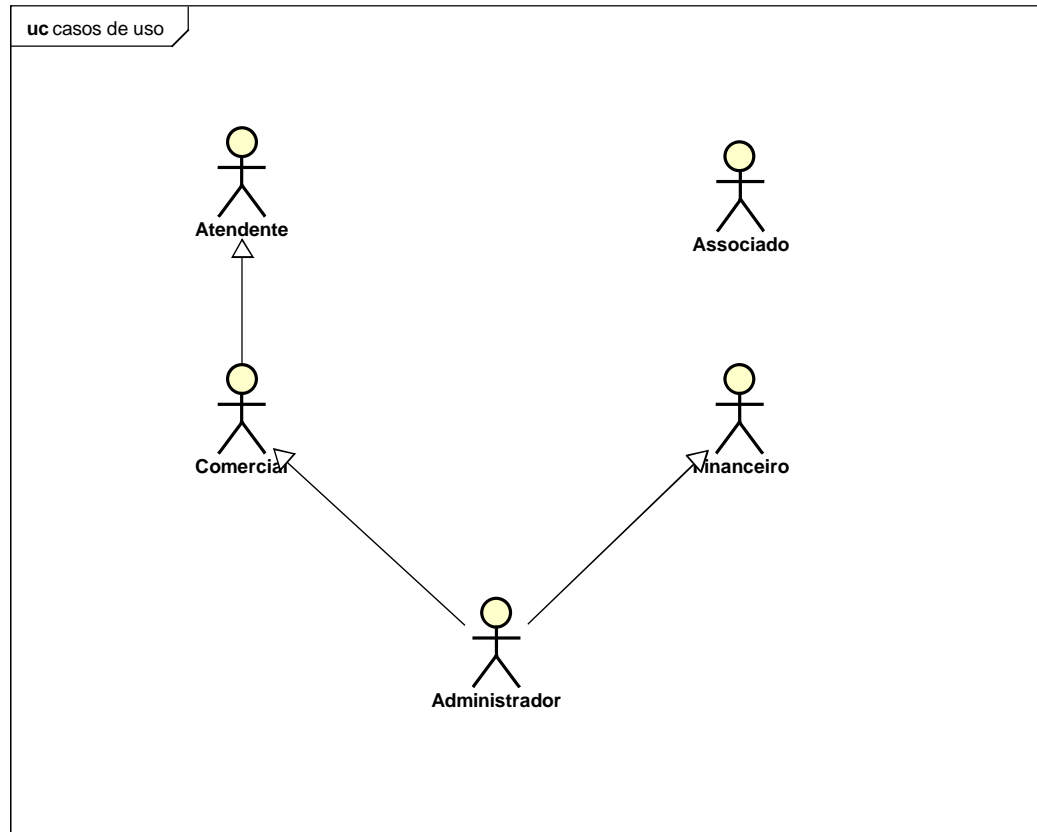 uc casos de uso
Atendente
Associado
Comercial
Financeiro
Administrador